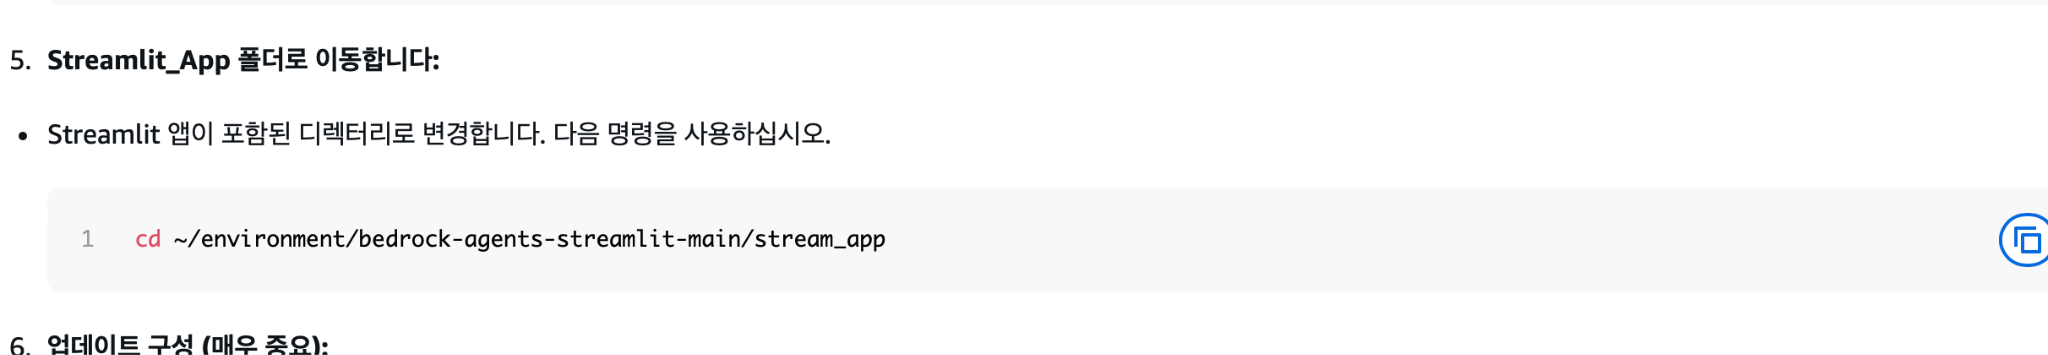 5. Streamlit_App 폴더로 이동합니다:
• Streamlit 앱이 포함된 디렉터리로 변경합니다. 다음 명령을 사용하십시오.
1 cd ~/environment/bedrock-agents-streamlit-main/stream_app
6. 업데이트 구성 (매우 중요):